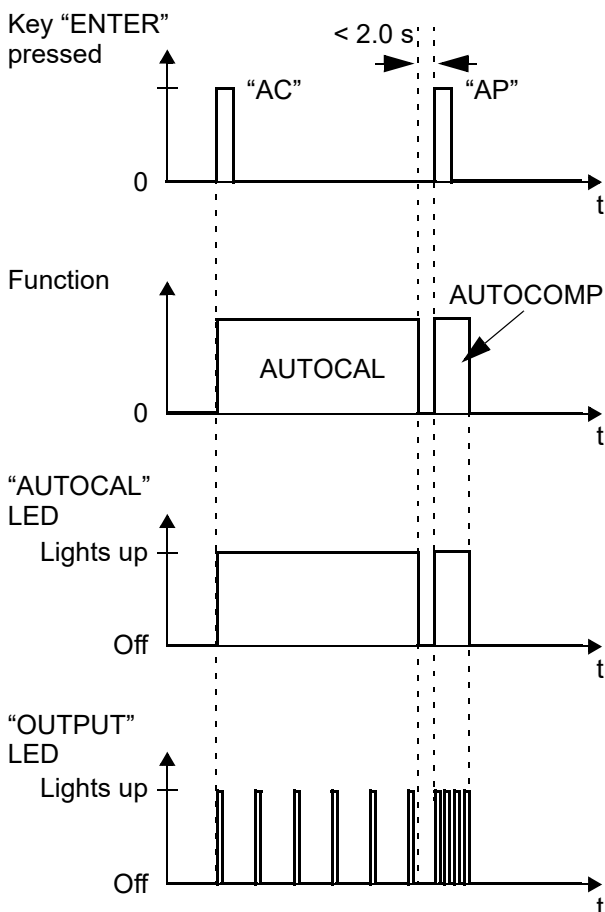 Key “ENTER”
pressed
< 2.0 s
“AC”
“AP”
0
t
Function
AUTOCOMP
AUTOCAL
0
t
“AUTOCAL”
LED
Lights up
Off
t
“OUTPUT”
LED
Lights up
Off
t